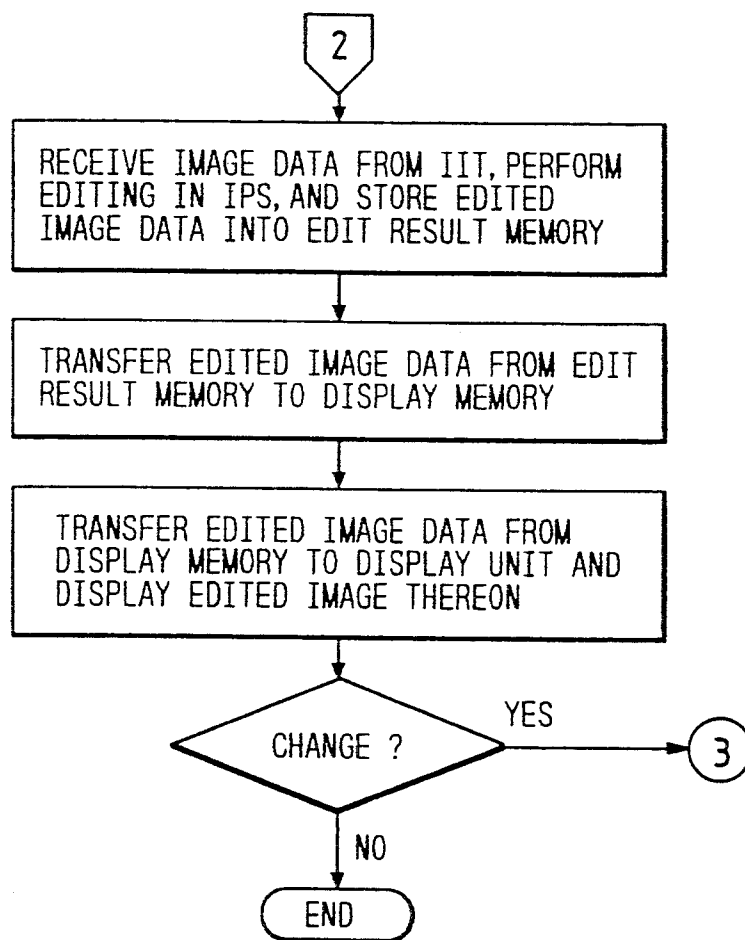 2
RECEIVE IMAGE DATA FROM IIT, PERFORM
EDITING IN IPS, AND STORE EDITED
IMAGE DATA INTO EDIT RESULT MEMORY
TRANSFER EDITED IMAGE DATA FROM EDIT
RESULT MEMORY TO DISPLAY MEMORY
TRANSFER EDITED IMAGE DATA FROM
DISPLAY MEMORY TO DISPLAY UNIT AND
DISPLAY EDITED IMAGE THEREON
YES
CHANGE ?
3
NO
END